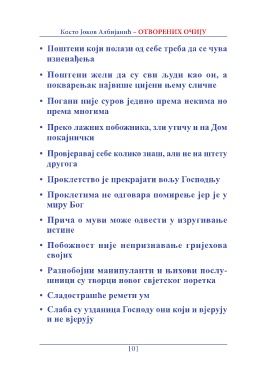 Косто Јоков Албијанић – ОТВОРЕНИХ ОЧИЈУ
• Поштени који полази од себе треба да се чува
изненађења
• Поштени жели да су сви људи као он, а
покварењак највише цијени њему сличне
• Погани није суров једино према некима но
према многима
• Преко лажних побожника, зли утичу и на Дом
покајнички
• Провјеравај себе колико знаш, али не на штету
другога
• Проклетство је прекрајати вољу Господњу
• Проклетима не одговара помирење јер је у
миру Бог
• Прича о муви може одвести у изругивање
истине
• Побожност није непризнавање гријехова
својих
• Разнобојни манипуланти и њихови послу-
шници су творци новог свјетског поретка
• Сладострашће ремети ум
• Слаба су узданица Господу они који и вјерују
и не вјерују
101